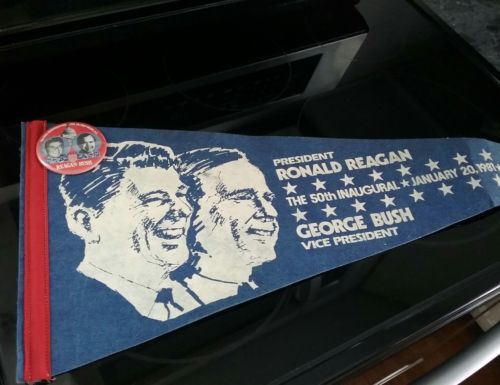 PRESIDENT
RONALD REAGAN
THE 50th INAUGURAL ★ JANUARY 20, 1981
GEORGE BUSH
VICE PRESIDENT
REAGAN BUSH